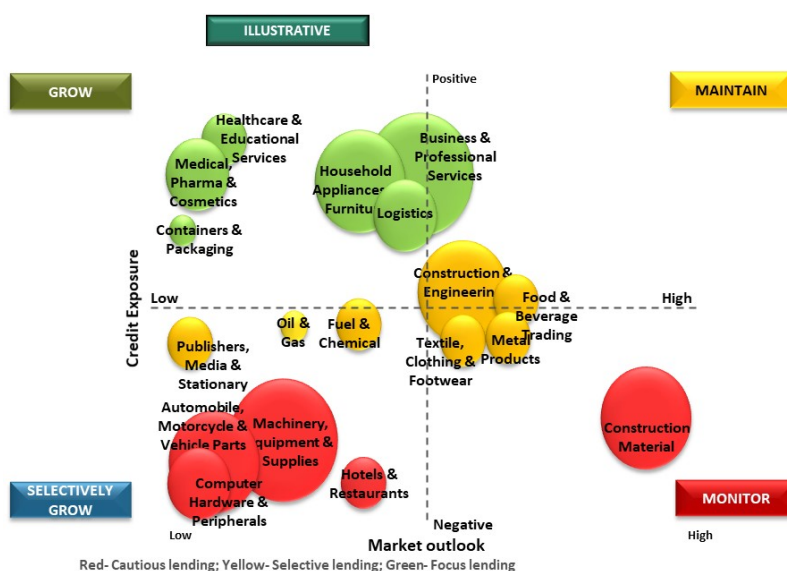 ILLUSTRATIVE
Positive
GROW
MAINTAIN
Healthcare &
Educational
Services
Medical,
Pharma &
Cosmetics
Containers &
Packaging
Household
Appliances
Furnitu
Business &
Professional
Services
Logistics
Credit Exposure
Low
High
Construction &
Engineerin
Food &
Beverage
Trading
Oil &
Gas
Fuel &
Chemical
Textile,
Clothing &
Footwear
Metal
Products
Publishers,
Media &
Stationary
Automobile,
Motorcycle &
Vehicle Parts
Machinery,
quipment &
Supplies
Computer
Hardware &
Peripherals
Hotels &
Restaurants
Construction
Material
SELECTIVELY
GROW
MONITOR
Negative
Low
High
Market outlook
Red- Cautious lending; Yellow- Selective lending; Green- Focus lending